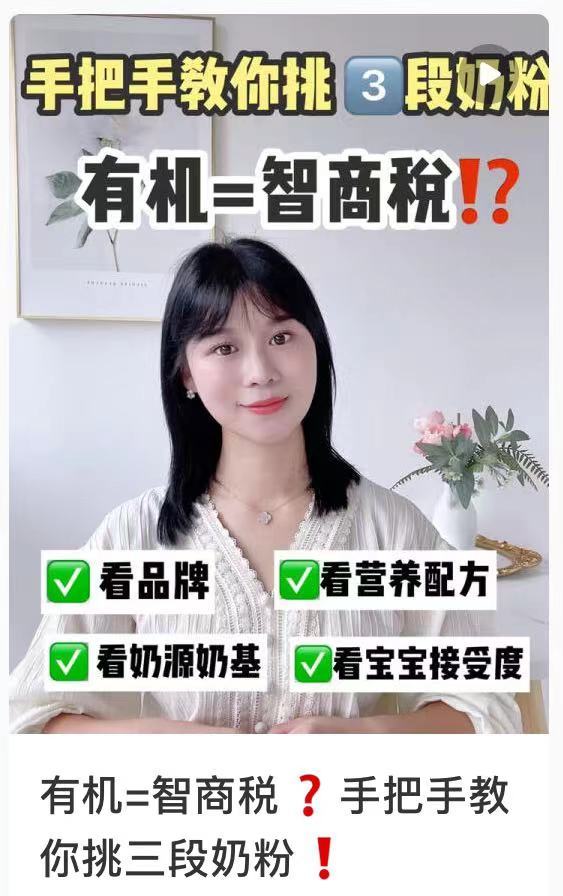 手把手教你挑3️⃣段奶粉
有机=智商税⁉️
✅看品牌
✅看营养配方
✅看奶源奶基
✅看宝宝接受度
有机=智商税❓手把手教
你挑三段奶粉❗